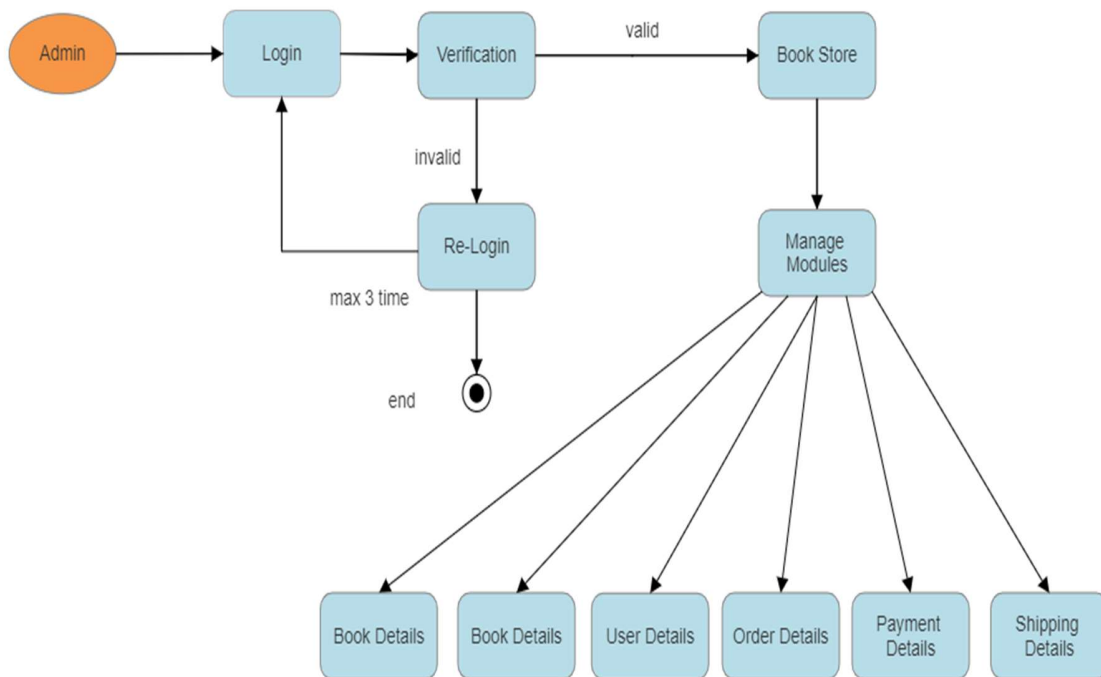 Admin
Login
Verification
valid
Book Store
invalid
Re-Login
Manage
Modules
max 3 time
end
Book Details
Book Details
User Details
Order Details
Payment
Details
Shipping
Details